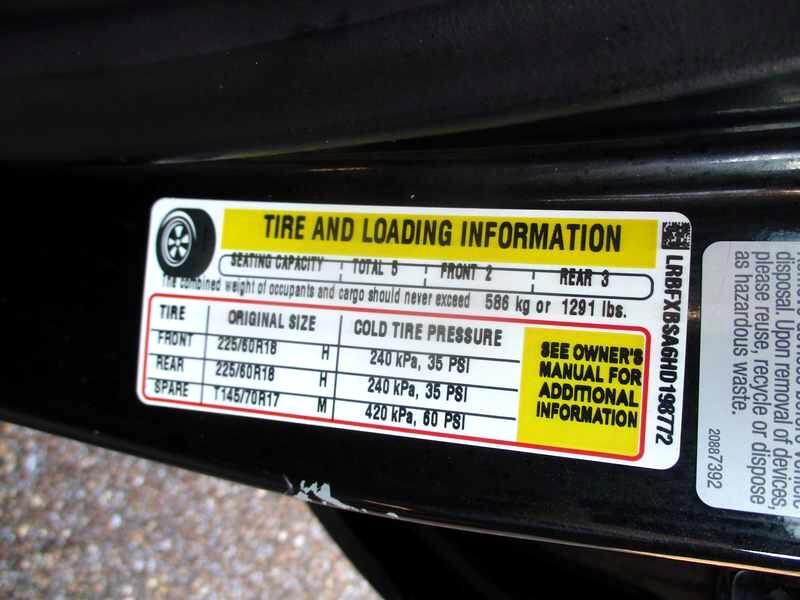 TIRE AND LOADING INFORMATION
SEATING CAPACITY TOTAL 5 FRONT 2 REAR 3
The combined weight of occupants and cargo should never exceed 586 kg or 1291 lbs.
TIRE ORIGINAL SIZE COLD TIRE PRESSURE
FRONT 225/60R18 H 240 kPa, 35 PSI
REAR 225/60R18 H 240 kPa, 35 PSI
SPARE T145/70R17 M 420 kPa, 60 PSI
SEE OWNER'S
MANUAL FOR
ADDITIONAL
INFORMATION
LRBFXBSA6HD198772
disposal. Upon removal of devices,
please reuse, recycle or dispose
as hazardous waste.
20887392